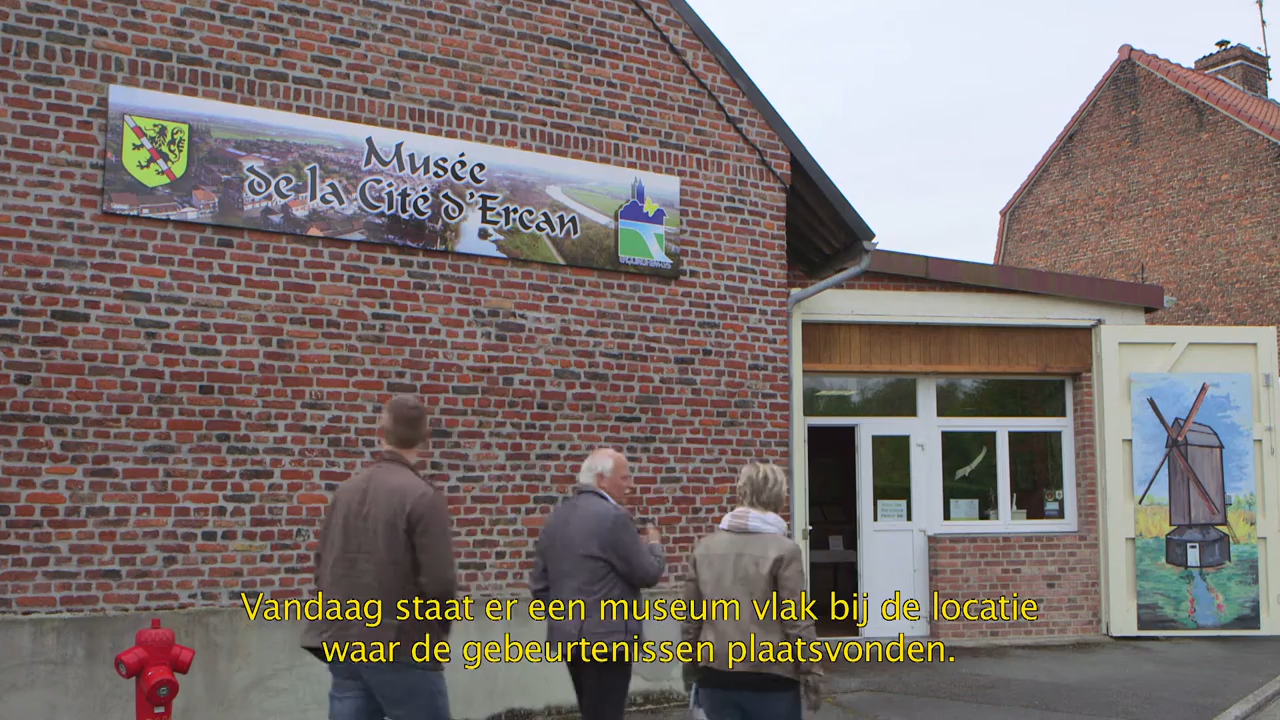 Musée
de la Cité d'Ercan
Vandaag staat er een museum vlak bij de locatie
waar de gebeurtenissen plaatsvonden.